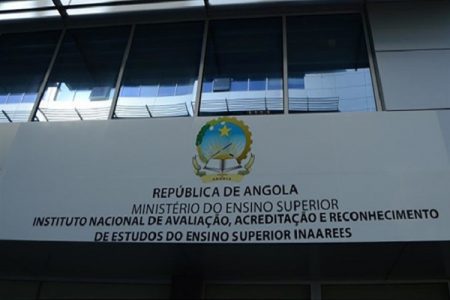 ANGOLA
REPÚBLICA DE ANGOLA
MINISTÉRIO DO ENSINO SUPERIOR
INSTITUTO NACIONAL DE AVALIAÇÃO, ACREDITAÇÃO E RECONHECIMENTO
DE ESTUDOS DO ENSINO SUPERIOR INAAREES